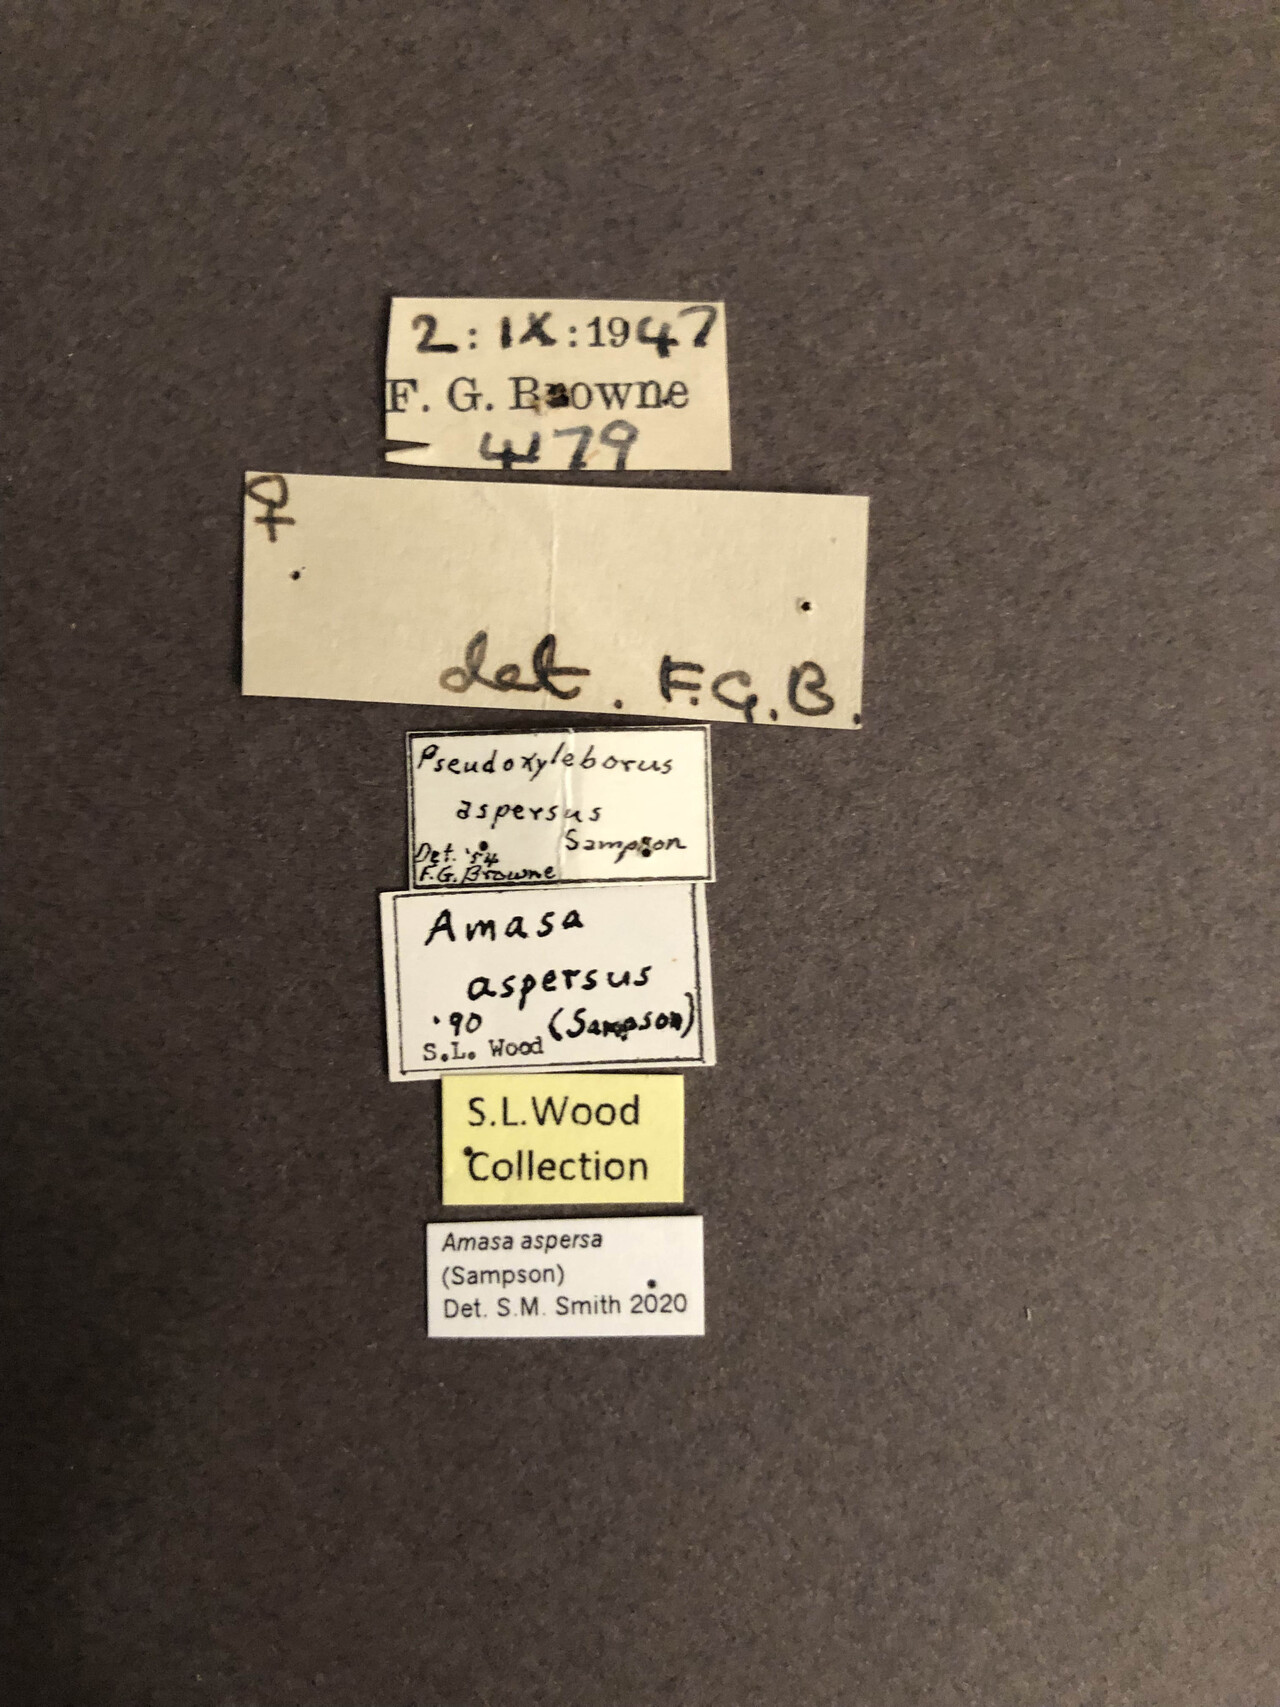 2 : IX : 1947
F. G. Browne
4179
♀
det. F.G.B.
Pseudoxyleborus
aspersus
Sampson
Det. '54
F.G. Browne
Amasa
aspersus
'90 (Sampson)
S.L. Wood
S.L.Wood
Collection
Amasa aspersa
(Sampson)
Det. S.M. Smith 2020